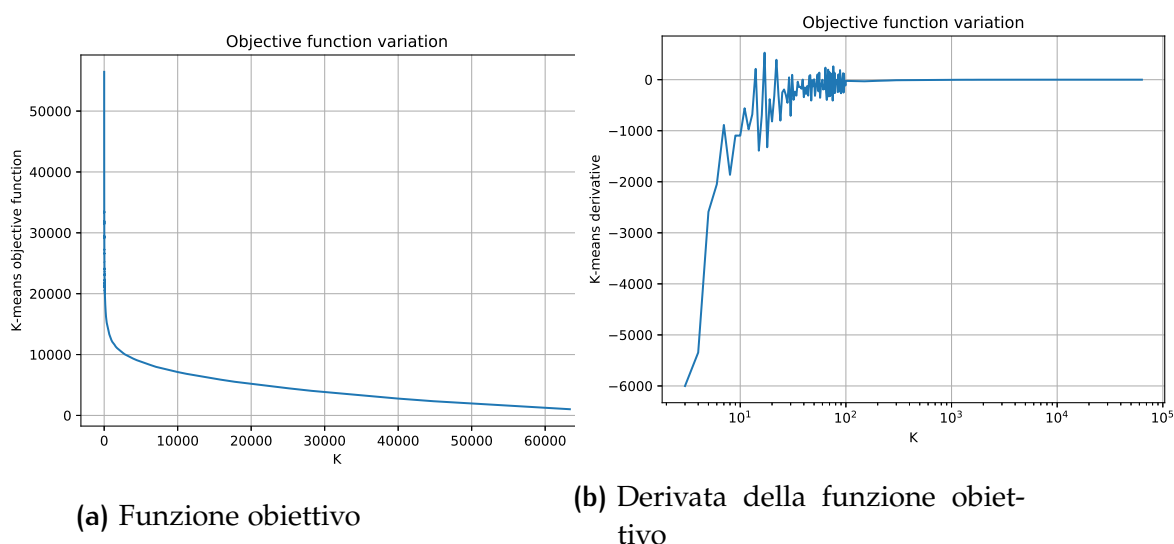 Objective function variation
K-means objective function
50000
40000
30000
20000
10000
0
0 10000 20000 30000 40000 50000 60000
K
(a) Funzione obiettivo
Objective function variation
K-means derivative
0
−1000
−2000
−3000
−4000
−5000
−6000
10¹ 10² 10³ 10⁴ 10⁵
K
(b) Derivata della funzione obiet-
tivo